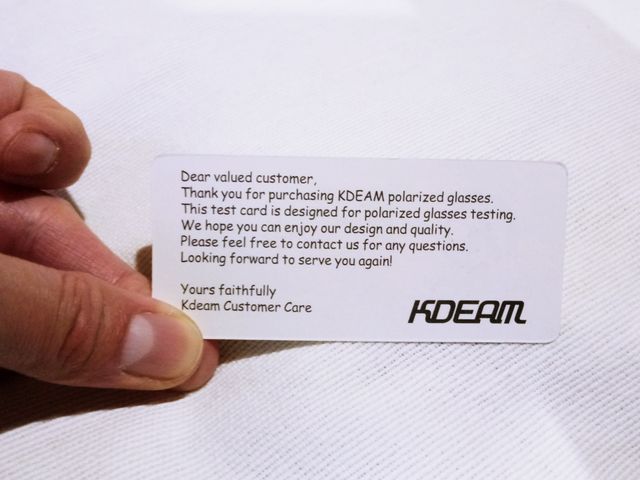 Dear valued customer,
Thank you for purchasing KDEAM polarized glasses.
This test card is designed for polarized glasses testing.
We hope you can enjoy our design and quality.
Please feel free to contact us for any questions.
Looking forward to serve you again!
Yours faithfully
Kdeam Customer Care
KDEAM